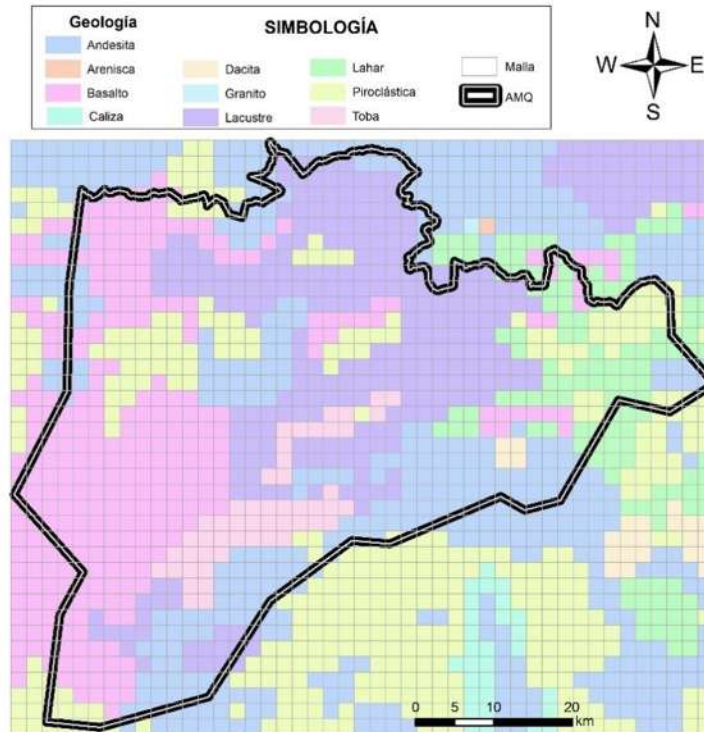 Geología
SIMBOLOGÍA
Andesita
Arenisca
Basalto
Caliza
Dacita
Granito
Lacustre
Lahar
Piroclástica
Toba
Malla
AMQ
N
W E
S
0 5 10 20
km